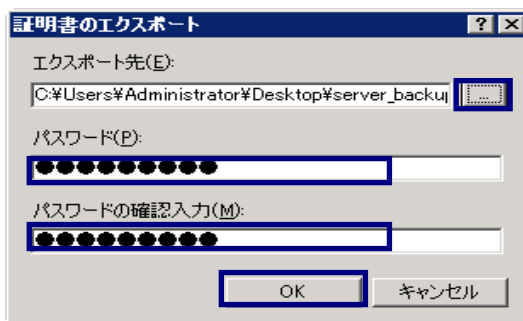 証明書のエクスポート
エクスポート先(E):
C:¥Users¥Administrator¥Desktop¥server_backup
...
パスワード(P):
●●●●●●●●●
パスワードの確認入力(M):
●●●●●●●●●
OK キャンセル